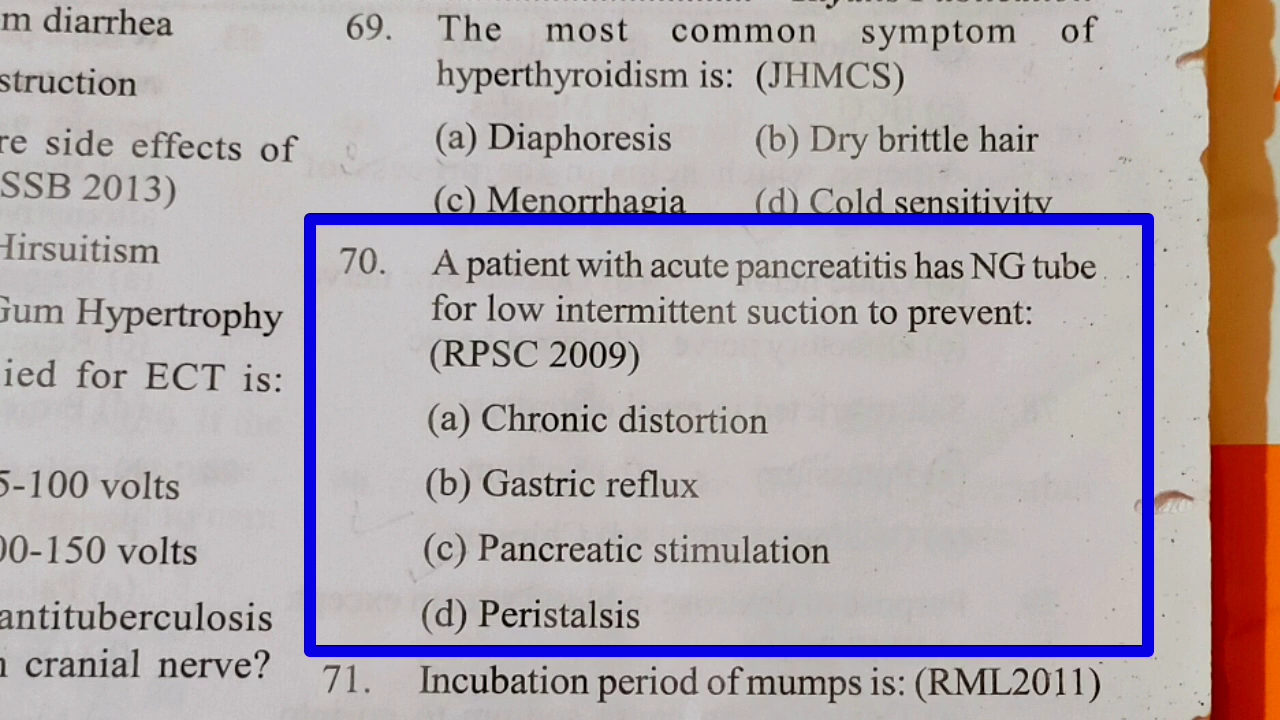 m diarrhea
struction
re side effects of
SSB 2013)
Hirsuitism
Gum Hypertrophy
ied for ECT is:
5-100 volts
00-150 volts
antituberculosis
n cranial nerve?
69. The most common symptom of
hyperthyroidism is: (JHMCS)
(a) Diaphoresis (b) Dry brittle hair
(c) Menorrhagia (d) Cold sensitivity
70. A patient with acute pancreatitis has NG tube
for low intermittent suction to prevent:
(RPSC 2009)
(a) Chronic distortion
(b) Gastric reflux
(c) Pancreatic stimulation
(d) Peristalsis
71. Incubation period of mumps is: (RML2011)